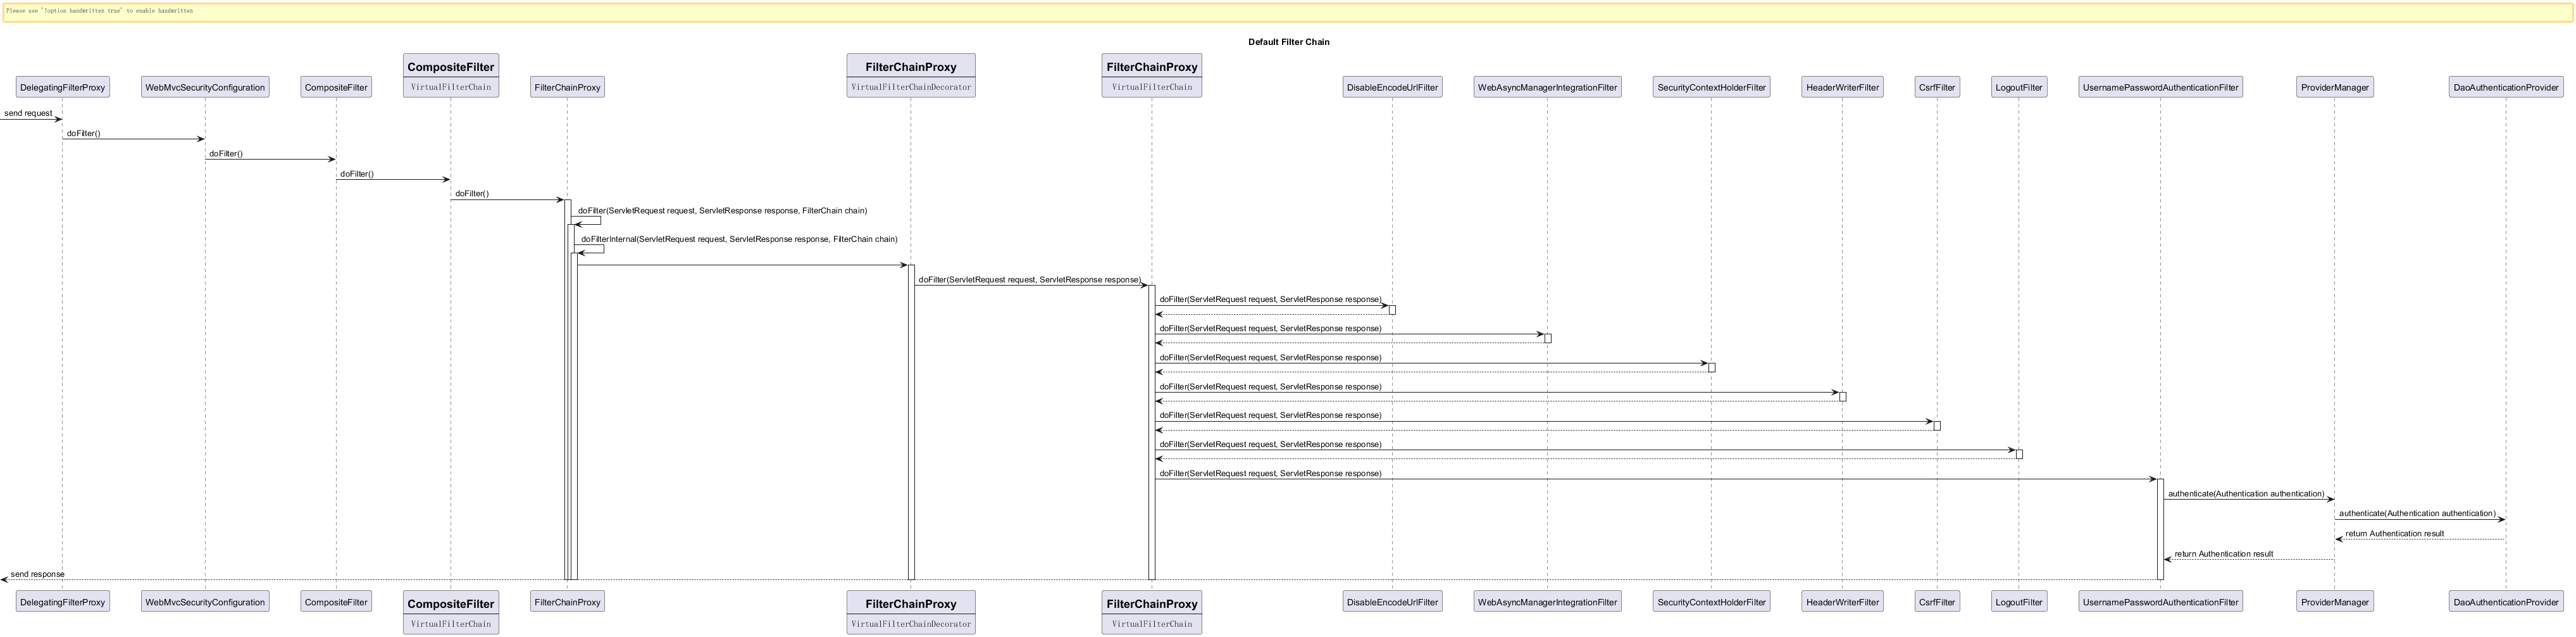 Please use '!option handwritten true' to enable handwritten
Default Filter Chain
DelegatingFilterProxy
WebMvcSecurityConfiguration
CompositeFilter
CompositeFilter
VirtualFilterChain
FilterChainProxy
FilterChainProxy
VirtualFilterChainDecorator
FilterChainProxy
VirtualFilterChain
DisableEncodeUrlFilter
WebAsyncManagerIntegrationFilter
SecurityContextHolderFilter
HeaderWriterFilter
CsrfFilter
LogoutFilter
UsernamePasswordAuthenticationFilter
ProviderManager
DaoAuthenticationProvider
send request
doFilter()
doFilter()
doFilter()
doFilter()
doFilter(ServletRequest request, ServletResponse response, FilterChain chain)
doFilterInternal(ServletRequest request, ServletResponse response, FilterChain chain)
doFilter(ServletRequest request, ServletResponse response)
doFilter(ServletRequest request, ServletResponse response)
doFilter(ServletRequest request, ServletResponse response)
doFilter(ServletRequest request, ServletResponse response)
doFilter(ServletRequest request, ServletResponse response)
doFilter(ServletRequest request, ServletResponse response)
doFilter(ServletRequest request, ServletResponse response)
doFilter(ServletRequest request, ServletResponse response)
authenticate(Authentication authentication)
authenticate(Authentication authentication)
return Authentication result
return Authentication result
send response
DelegatingFilterProxy
WebMvcSecurityConfiguration
CompositeFilter
CompositeFilter
VirtualFilterChain
FilterChainProxy
FilterChainProxy
VirtualFilterChainDecorator
FilterChainProxy
VirtualFilterChain
DisableEncodeUrlFilter
WebAsyncManagerIntegrationFilter
SecurityContextHolderFilter
HeaderWriterFilter
CsrfFilter
LogoutFilter
UsernamePasswordAuthenticationFilter
ProviderManager
DaoAuthenticationProvider